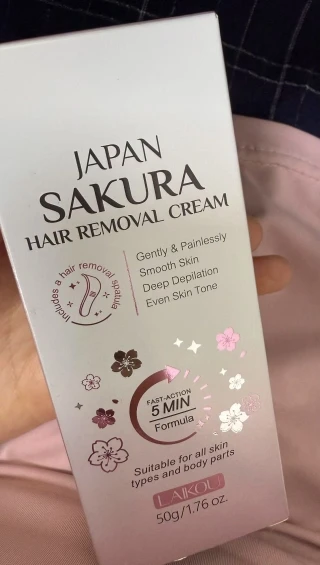 JAPAN
SAKURA
HAIR REMOVAL CREAM
Includes a hair removal spatula
Gently & Painlessly
Smooth Skin
Deep Depilation
Even Skin Tone
FAST-ACTION
5 MIN
Formula
Suitable for all skin
types and body parts
LAIKOU
50g/1.76 oz.